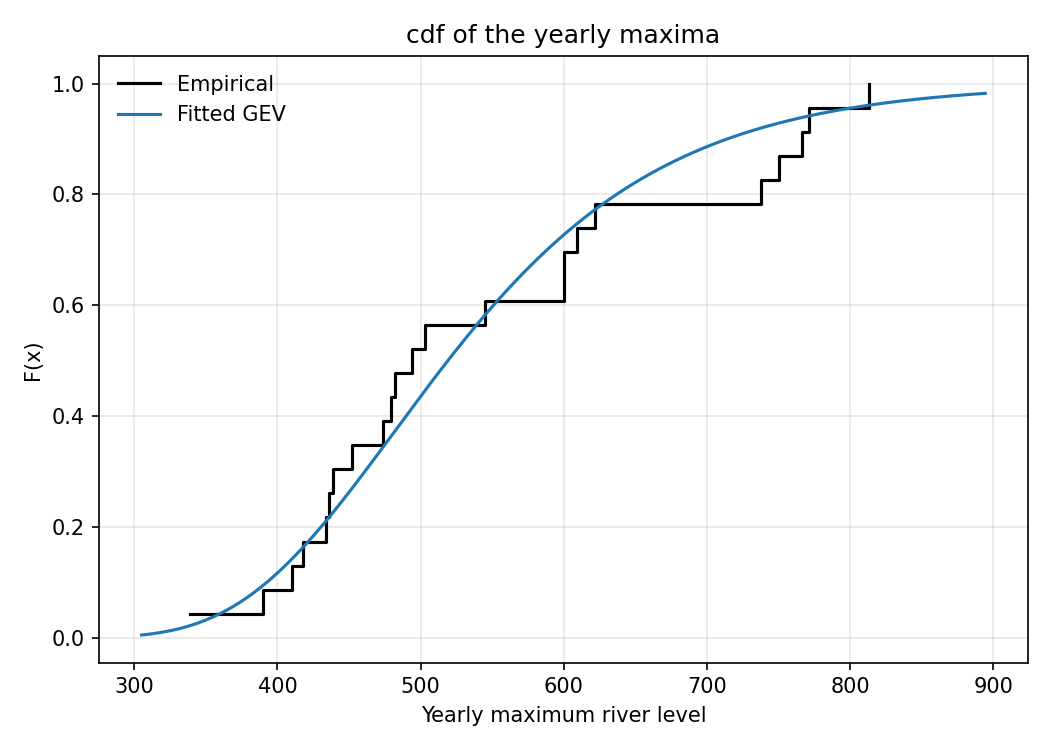 cdf of the yearly maxima
Empirical
Fitted GEV
F(x)
1.0
0.8
0.6
0.4
0.2
0.0
300 400 500 600 700 800 900
Yearly maximum river level